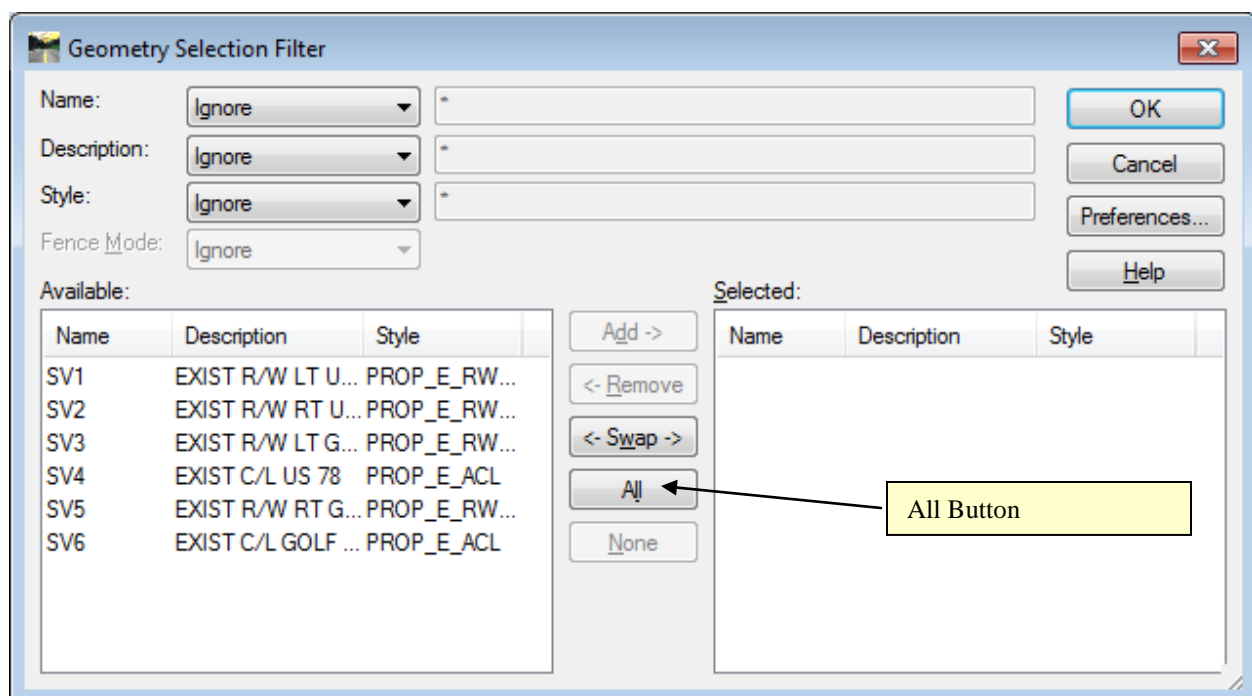 Geometry Selection Filter
Name: Ignore * OK
Description: Ignore * Cancel
Style: Ignore * Preferences...
Fence Mode: Ignore Help
Available: Selected:
Name Description Style Add -> Name Description Style
SV1 EXIST R/W LT U... PROP_E_RW... <- Remove
SV2 EXIST R/W RT U... PROP_E_RW...
SV3 EXIST R/W LT G... PROP_E_RW... <- Swap ->
SV4 EXIST C/L US 78 PROP_E_ACL All
SV5 EXIST R/W RT G... PROP_E_RW... All Button
SV6 EXIST C/L GOLF ... PROP_E_ACL None